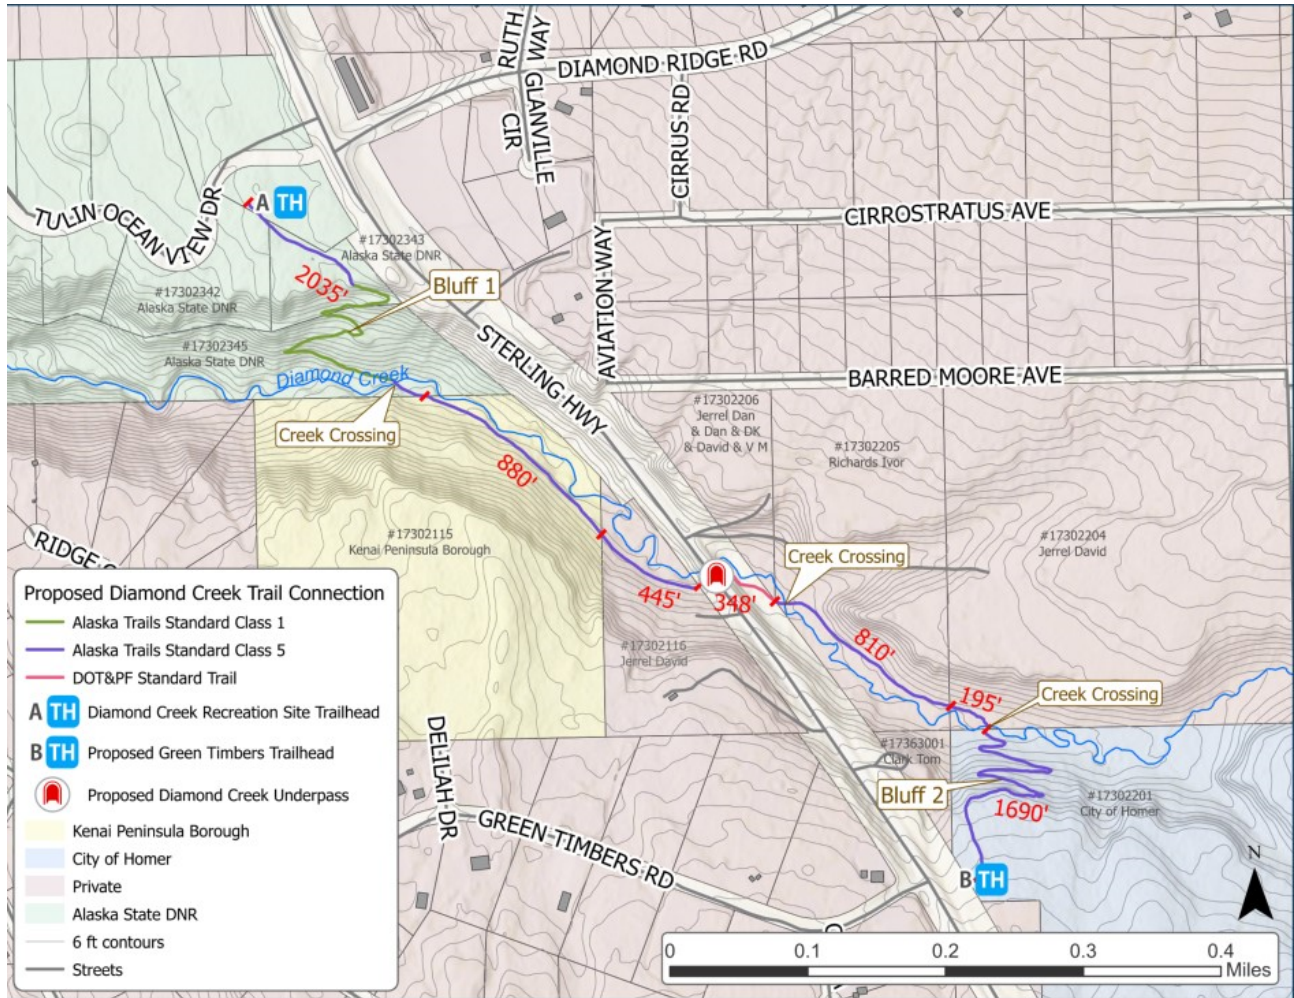 RUTH WAY
DIAMOND RIDGE RD
GLANVILLE
CIR
CIRRUS RD
A TH
TULIN OCEAN VIEW DR
CIRROSTRATUS AVE
#17302343
Alaska State DNR
2035'
Bluff 1
#17302342
Alaska State DNR
AVIATION WAY
STERLING HWY
#17302345
Alaska State DNR
Diamond Creek
BARRED MOORE AVE
#17302206
Jerrel Dan
& Dan & DK
& David & V M
Creek Crossing
#17302205
Richards Ivor
880'
#17302115
Kenai Peninsula Borough
#17302204
Jerrel David
RIDGE
Creek Crossing
445'
348'
810'
#17302116
Jerrel David
195'
Creek Crossing
#17363001
Clark Tom
Bluff 2
#17302201
City of Homer
1690'
DELILAH DR
GREEN TIMBERS RD
B TH
N
Proposed Diamond Creek Trail Connection
Alaska Trails Standard Class 1
Alaska Trails Standard Class 5
DOT&PF Standard Trail
A TH Diamond Creek Recreation Site Trailhead
B TH Proposed Green Timbers Trailhead
Proposed Diamond Creek Underpass
Kenai Peninsula Borough
City of Homer
Private
Alaska State DNR
6 ft contours
Streets
0 0.1 0.2 0.3 0.4
Miles